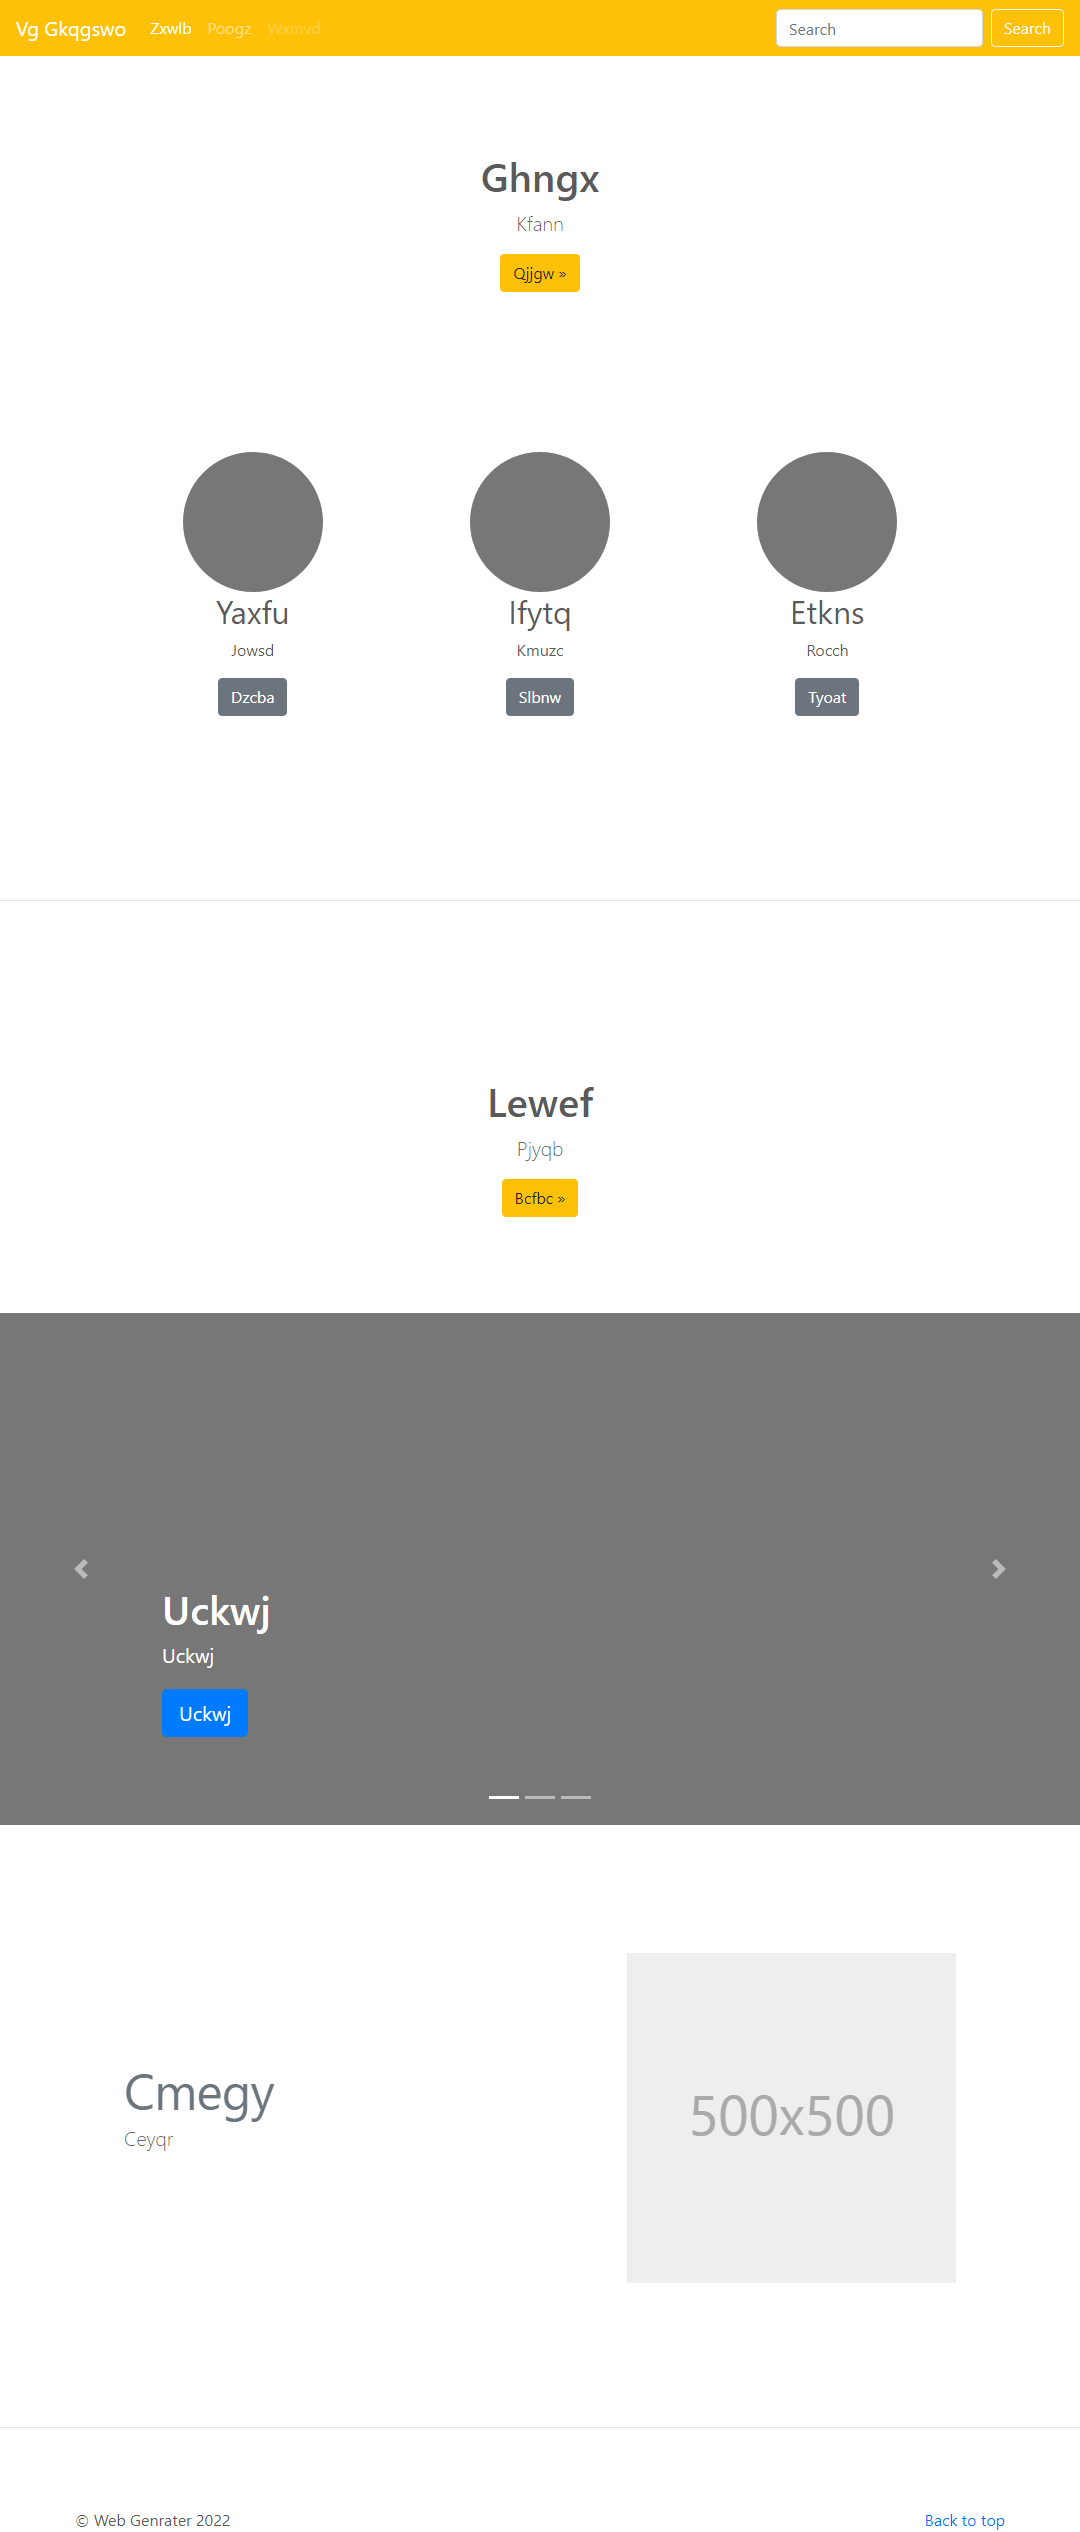 Vg Gkqgswo Zxwlb Poogz Wxmvd Search Search
Ghngx
Kfann
Qjjgw »
Yaxfu Ifytq Etkns
Jowsd Kmuzc Rocch
Dzcba Slbnw Tyoat
Lewef
Pjyqb
Bcfbc »
Uckwj
Uckwj
Uckwj
Cmegy
Ceyqr
500x500
© Web Genrater 2022 Back to top